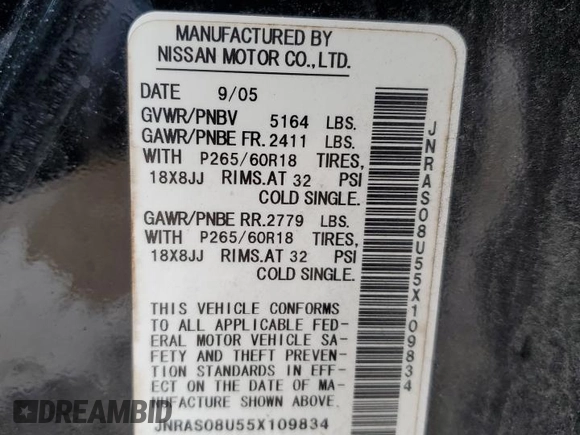 MANUFACTURED BY
NISSAN MOTOR CO., LTD.
DATE 9/05
GVWR/PNBV 5164 LBS.
GAWR/PNBE FR. 2411 LBS.
WITH P265/60R18 TIRES,
18X8JJ RIMS. AT 32 PSI
COLD SINGLE.
GAWR/PNBE RR. 2779 LBS.
WITH P265/60R18 TIRES,
18X8JJ RIMS. AT 32 PSI
COLD SINGLE.
THIS VEHICLE CONFORMS
TO ALL APPLICABLE FED-
ERAL MOTOR VEHICLE SA-
FETY AND THEFT PREVEN-
TION STANDARDS IN EFF-
ECT ON THE DATE OF MA-
NUFACTURE SHOWN ABOVE.
JNRAS08U55X109834
JNRAS08U55X109834
DREAMBID
DREAMBID